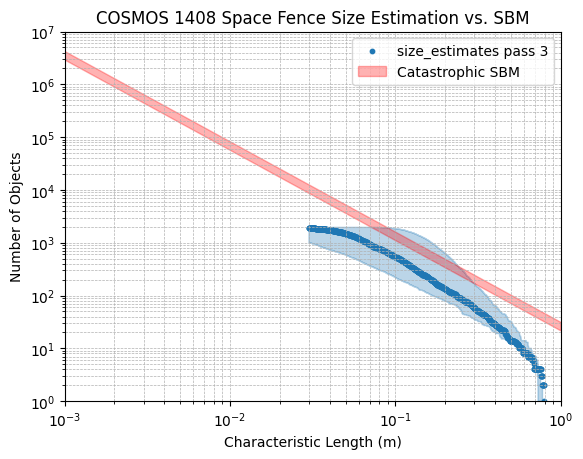 COSMOS 1408 Space Fence Size Estimation vs. SBM
size_estimates pass 3
Catastrophic SBM
Number of Objects
10^7
10^6
10^5
10^4
10^3
10^2
10^1
10^0
10^−3
10^−2
10^−1
10^0
Characteristic Length (m)